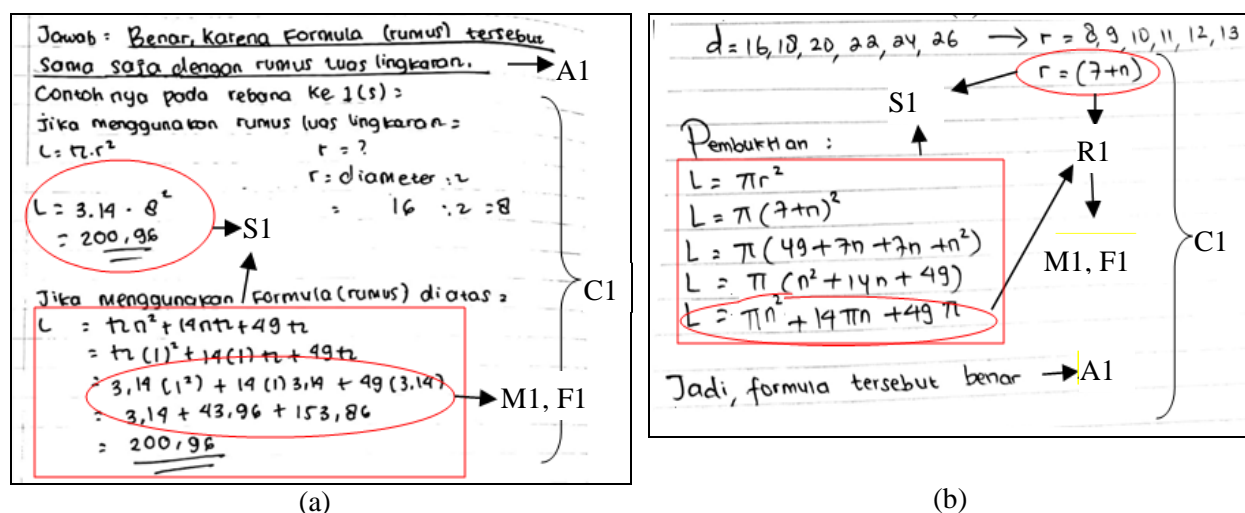 Jawab : Benar, Karena Formula (rumus) tersebut
Sama saja dengan rumus luas lingkaran.
A1
Contoh nya pada rebana ke 1(s) :
Jika menggunakan rumus luas lingkaran :
L = π.r² r = ?
r = diameter : 2
= 16 : 2 = 8
L = 3.14 . 8²
= 200,96
S1
Jika menggunakan Formula (rumus) diatas :
L = πn² + 14nπ + 49π
= π(1)² + 14(1)π + 49π
= 3,14 (1²) + 14 (1) 3,14 + 49 (3.14)
= 3,14 + 43,96 + 153,86
= 200,96
M1, F1
C1
(a)
d = 16, 18, 20, 22, 24, 26 → r = 8, 9, 10, 11, 12, 13
r = (7+n)
S1
R1
M1, F1
Pembuktian :
L = πr²
L = π(7+n)²
L = π(49+7n+7n+n²)
L = π(n²+14n+49)
L = πn² + 14πn + 49π
Jadi, formula tersebut benar
A1
C1
(b)